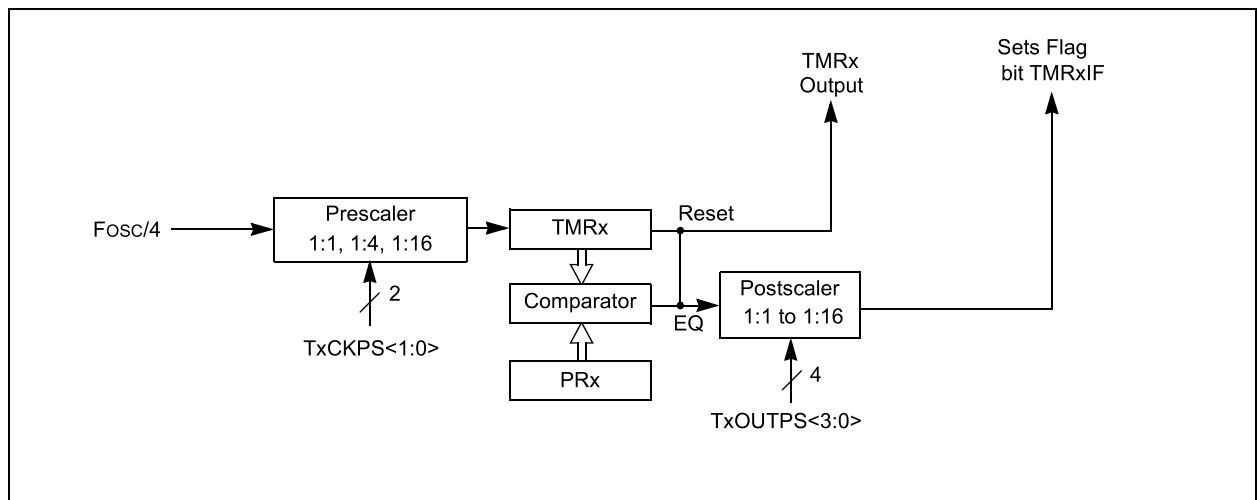 TMRx
Output
Sets Flag
bit TMRxIF
Fosc/4
Prescaler
1:1, 1:4, 1:16
2
TxCKPS<1:0>
TMRx
Reset
Comparator
EQ
PRx
Postscaler
1:1 to 1:16
4
TxOUTPS<3:0>